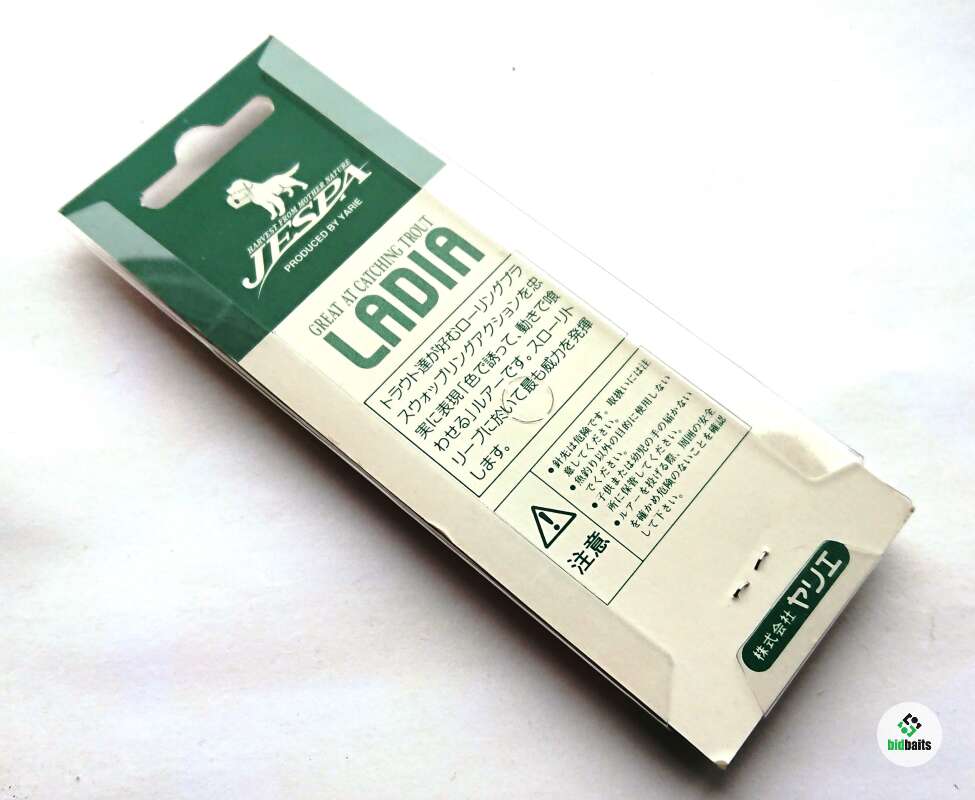 HARVEST FROM MOTHER NATURE
JESPA
PRODUCED BY YARIE
GREAT AT CATCHING TROUT
LADIA
トラウト達が好むローリングプラ
スウォップリングアクションを忠
実に表現「色で誘って、動きで喰
わせる」ルアーです。スローリト
リーブに於いて最も威力を発揮
します。
注意
●針先は危険です。取扱いには注
意してください。
●魚釣り以外の目的に使用しない
でください。
●子供または幼児の手の届かない
所に保管してください。
●ルアーを投げる際、周囲の安全
を確かめ危険のないことを確認
して下さい。
株式会社 ヤリエ
bidbaits